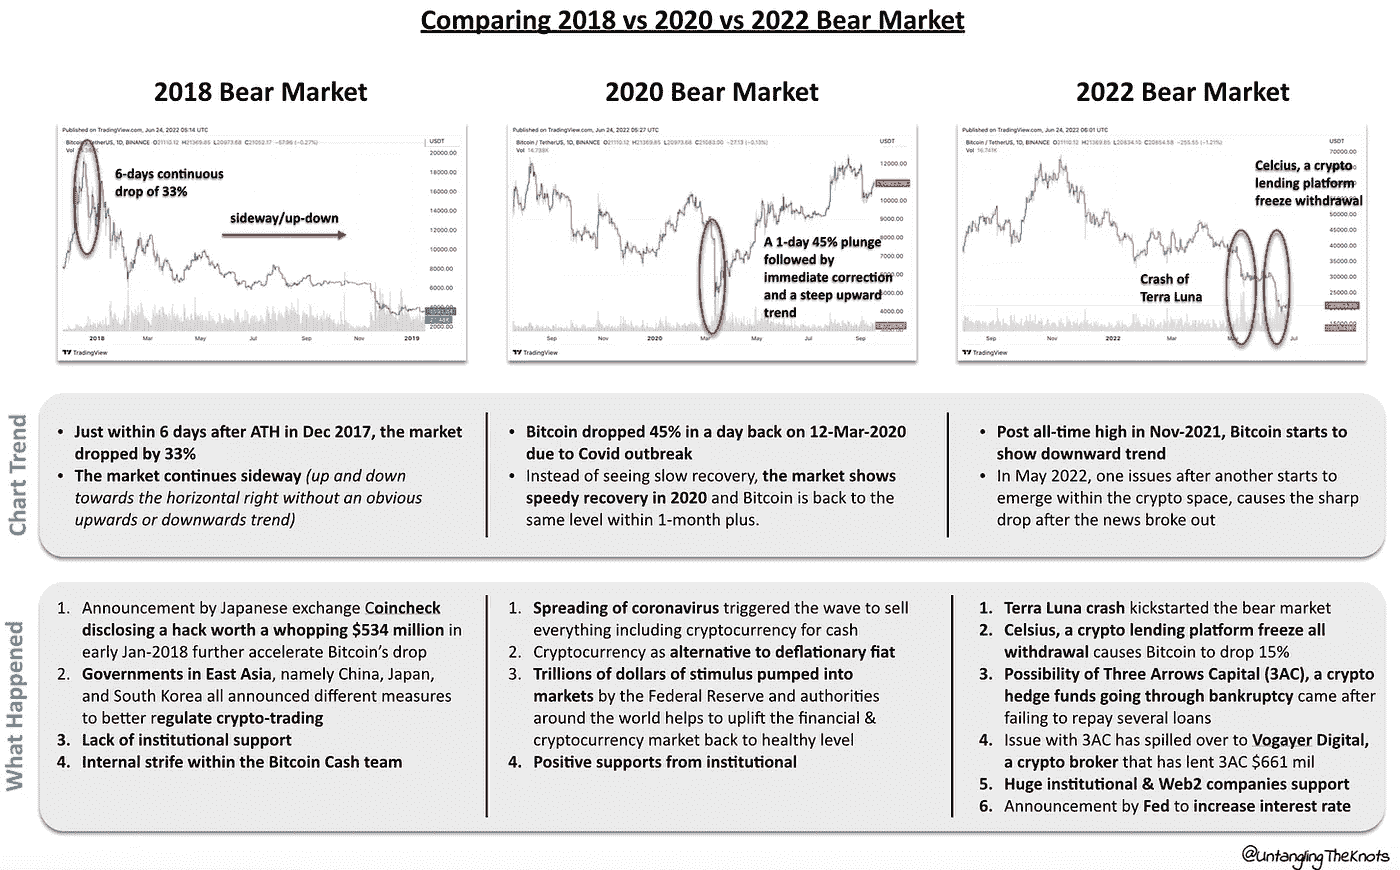 Comparing 2018 vs 2020 vs 2022 Bear Market
2018 Bear Market
Published on TradingView.com, Jun 24, 2022 05:14 UTC
Bitcoin / TetherUS, 1D, BINANCE
USDT
Vol
6-days continuous
drop of 33%
sideway/up-down
20000.00
18000.00
16000.00
14000.00
12000.00
10000.00
8000.00
6000.00
2000.00
2018
Mar
May
Jul
Sep
Nov
2019
TradingView
2020 Bear Market
Published on TradingView.com, Jun 24, 2022 05:27 UTC
Bitcoin / TetherUS, 1D, BINANCE
USDT
Vol
12000.00
10000.00
9000.00
8000.00
A 1-day 45% plunge
followed by
immediate correction
and a steep upward
trend
4000.00
Sep
Nov
2020
Mar
May
Jul
Sep
TradingView
2022 Bear Market
Published on TradingView.com, Jun 24, 2022 06:01 UTC
Bitcoin / TetherUS, 1D, BINANCE
USDT
Vol
70000.00
Celcius, a crypto
lending platform
freeze withdrawal
50000.00
45000.00
40000.00
35000.00
30000.00
25000.00
Crash of
Terra Luna
Sep
Nov
2022
Mar
Jul
TradingView
Chart Trend
• Just within 6 days after ATH in Dec 2017, the market
dropped by 33%
• The market continues sideway (up and down
towards the horizontal right without an obvious
upwards or downwards trend)
• Bitcoin dropped 45% in a day back on 12-Mar-2020
due to Covid outbreak
• Instead of seeing slow recovery, the market shows
speedy recovery in 2020 and Bitcoin is back to the
same level within 1-month plus.
• Post all-time high in Nov-2021, Bitcoin starts to
show downward trend
• In May 2022, one issues after another starts to
emerge within the crypto space, causes the sharp
drop after the news broke out
What Happened
1. Announcement by Japanese exchange Coincheck
disclosing a hack worth a whopping $534 million in
early Jan-2018 further accelerate Bitcoin's drop
2. Governments in East Asia, namely China, Japan,
and South Korea all announced different measures
to better regulate crypto-trading
3. Lack of institutional support
4. Internal strife within the Bitcoin Cash team
1. Spreading of coronavirus triggered the wave to sell
everything including cryptocurrency for cash
2. Cryptocurrency as alternative to deflationary fiat
3. Trillions of dollars of stimulus pumped into
markets by the Federal Reserve and authorities
around the world helps to uplift the financial &
cryptocurrency market back to healthy level
4. Positive supports from institutional
1. Terra Luna crash kickstarted the bear market
2. Celsius, a crypto lending platform freeze all
withdrawal causes Bitcoin to drop 15%
3. Possibility of Three Arrows Capital (3AC), a crypto
hedge funds going through bankruptcy came after
failing to repay several loans
4. Issue with 3AC has spilled over to Vogayer Digital,
a crypto broker that has lent 3AC $661 mil
5. Huge institutional & Web2 companies support
6. Announcement by Fed to increase interest rate
@UntanglingTheKnots